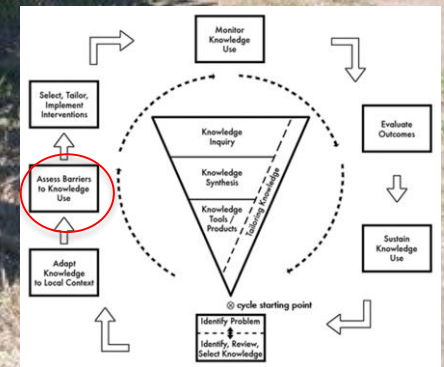 Monitor
Knowledge
Use
Select, Tailor,
Implement
Interventions
Evaluate
Outcomes
Knowledge
Inquiry
Assess Barriers
to Knowledge
Use
Knowledge
Synthesis
Tailoring Knowledge
Knowledge
Tools/
Products
Adapt
Knowledge
to Local Context
Sustain
Knowledge
Use
⊗ cycle starting point
Identify Problem
Identify, Review,
Select Knowledge